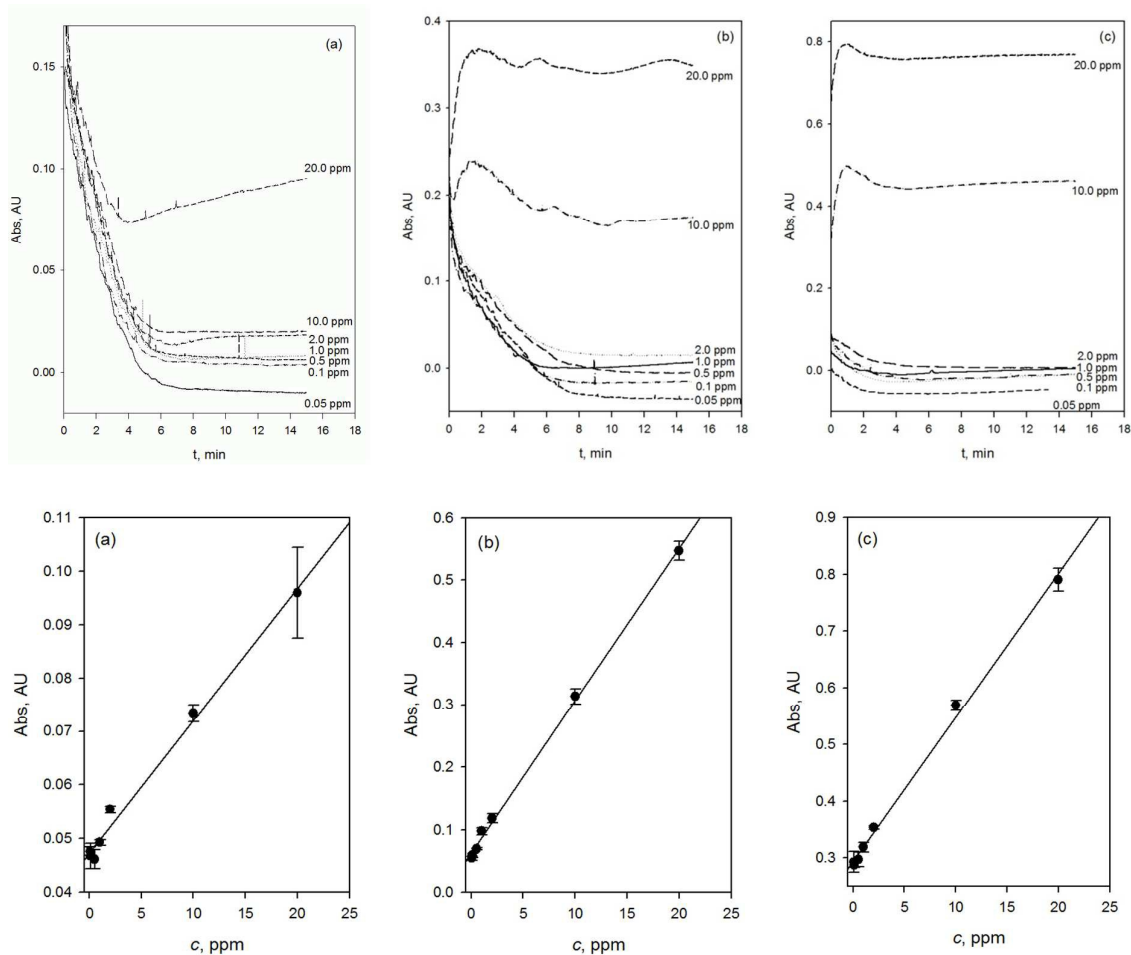 (a)
Abs, AU
0.15
0.10
0.05
0.00
20.0 ppm
10.0 ppm
2.0 ppm
1.0 ppm
0.5 ppm
0.1 ppm
0.05 ppm
0 2 4 6 8 10 12 14 16 18
t, min
(b)
Abs, AU
0.4
0.3
0.2
0.1
0.0
20.0 ppm
10.0 ppm
2.0 ppm
1.0 ppm
0.5 ppm
0.1 ppm
0.05 ppm
0 2 4 6 8 10 12 14 16 18
t, min
(c)
Abs, AU
0.8
0.6
0.4
0.2
0.0
20.0 ppm
10.0 ppm
2.0 ppm
1.0 ppm
0.5 ppm
0.1 ppm
0.05 ppm
0 2 4 6 8 10 12 14 16 18
t, min
(a)
Abs, AU
0.11
0.10
0.09
0.08
0.07
0.06
0.05
0.04
0 5 10 15 20 25
c, ppm
(b)
Abs, AU
0.6
0.5
0.4
0.3
0.2
0.1
0.0
0 5 10 15 20 25
c, ppm
(c)
Abs, AU
0.9
0.8
0.7
0.6
0.5
0.4
0.3
0 5 10 15 20 25
c, ppm